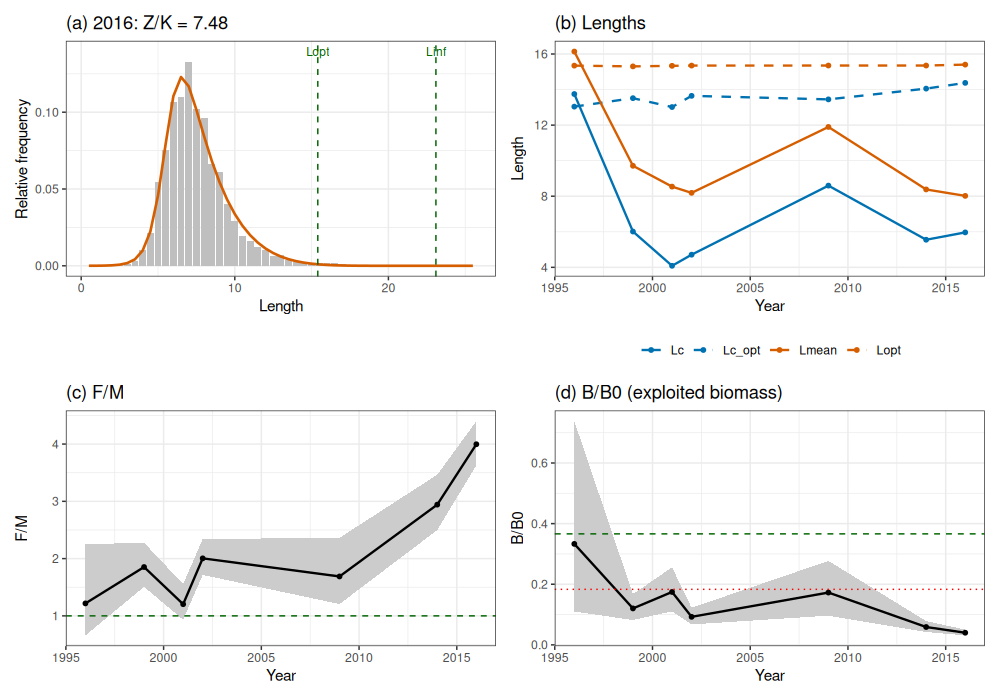 (a) 2016: Z/K = 7.48
Lopt
Linf
0.10
0.05
0.00
0
10
20
Relative frequency
Length
(b) Lengths
16
12
8
4
1995
2000
2005
2010
2015
Length
Year
Lc
Lc_opt
Lmean
Lopt
(c) F/M
4
3
2
1
1995
2000
2005
2010
2015
F/M
Year
(d) B/B0 (exploited biomass)
0.6
0.4
0.2
0.0
1995
2000
2005
2010
2015
B/B0
Year